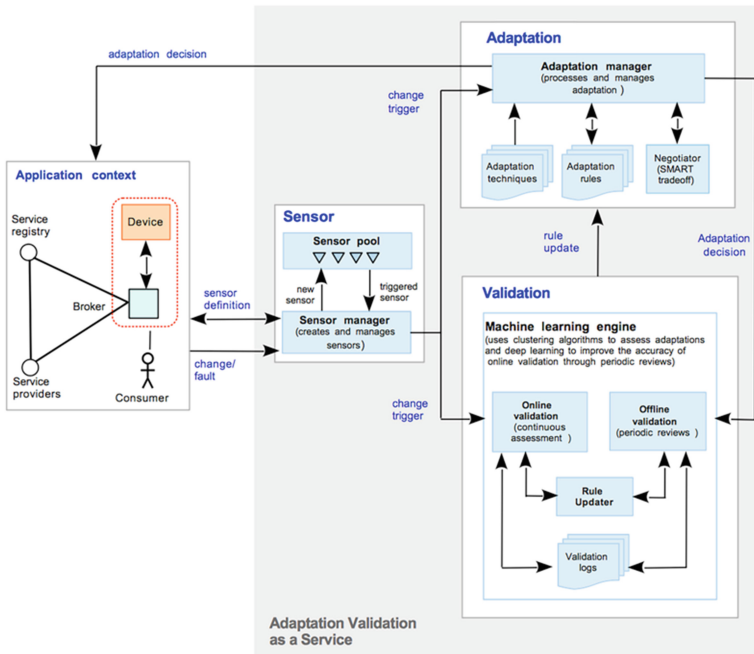 Adaptation
adaptation decision
Adaptation manager
(processes and manages
adaptation )
change
trigger
Adaptation
techniques
Adaptation
rules
Negotiator
(SMART
tradeoff)
Application context
Service
registry
Device
Broker
Service
providers
Consumer
sensor
definition
change/
fault
Sensor
Sensor pool
new
sensor
triggered
sensor
Sensor manager
(creates and manages
sensors)
rule
update
Adaptation
decision
change
trigger
Validation
Machine learning engine
(uses clustering algorithms to assess adaptations
and deep learning to improve the accuracy of
online validation through periodic reviews)
Online
validation
(continuous
assessment )
Offline
validation
(periodic reviews )
Rule
Updater
Validation
logs
Adaptation Validation
as a Service